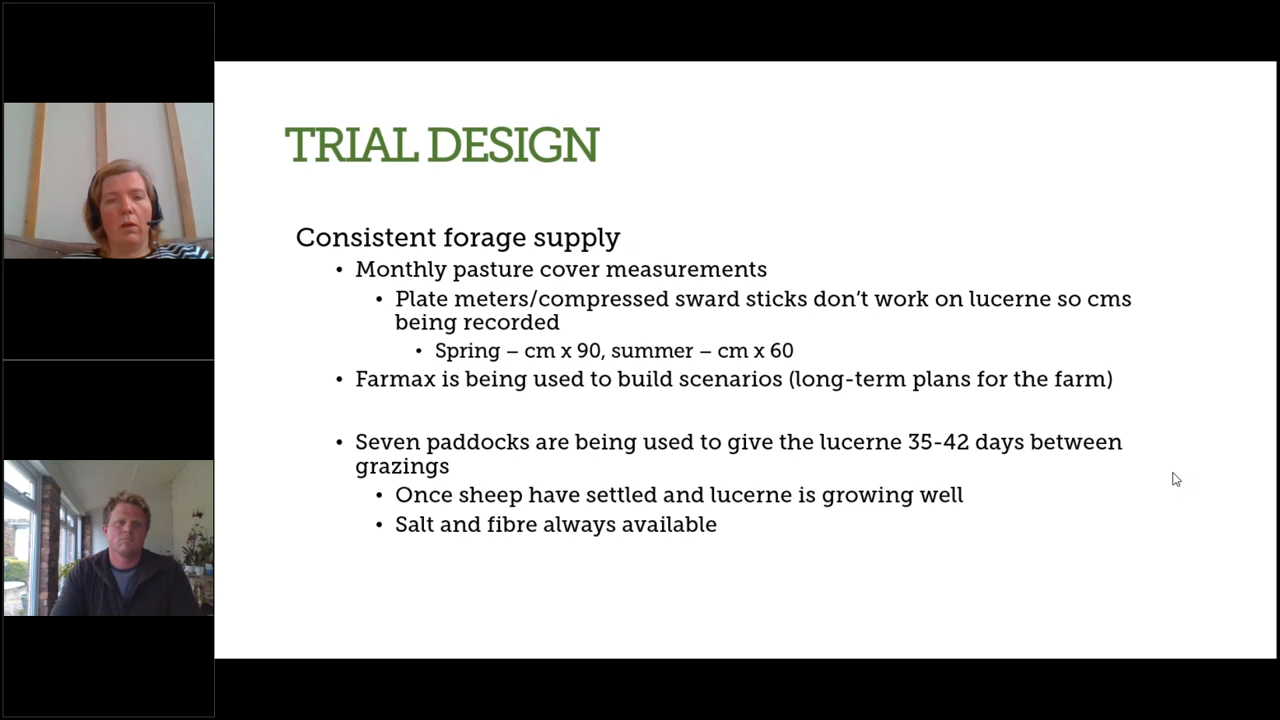 TRIAL DESIGN
Consistent forage supply
• Monthly pasture cover measurements
• Plate meters/compressed sward sticks don’t work on lucerne so cms
being recorded
• Spring – cm x 90, summer – cm x 60
• Farmax is being used to build scenarios (long-term plans for the farm)
• Seven paddocks are being used to give the lucerne 35-42 days between
grazings
• Once sheep have settled and lucerne is growing well
• Salt and fibre always available